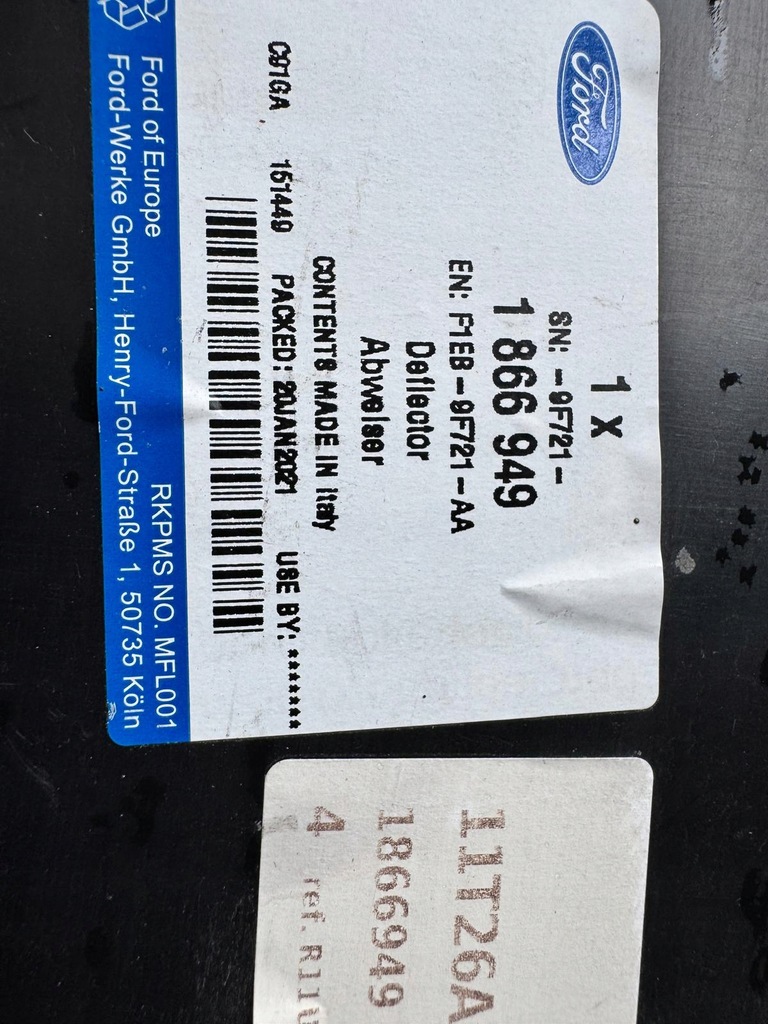 Ford
1 x
SN: -9F721-
1 866 949
EN: F1EB-9F721-AA
Deflector
Abweiser
CONTENTS MADE IN Italy
C91GA 151449 PACKED: 20JAN2021 USE BY: *******
Ford of Europe RKPMS NO. MFL001
Ford-Werke GmbH, Henry-Ford-Straße 1, 50735 Köln
11T26A
1866949
4 ref.